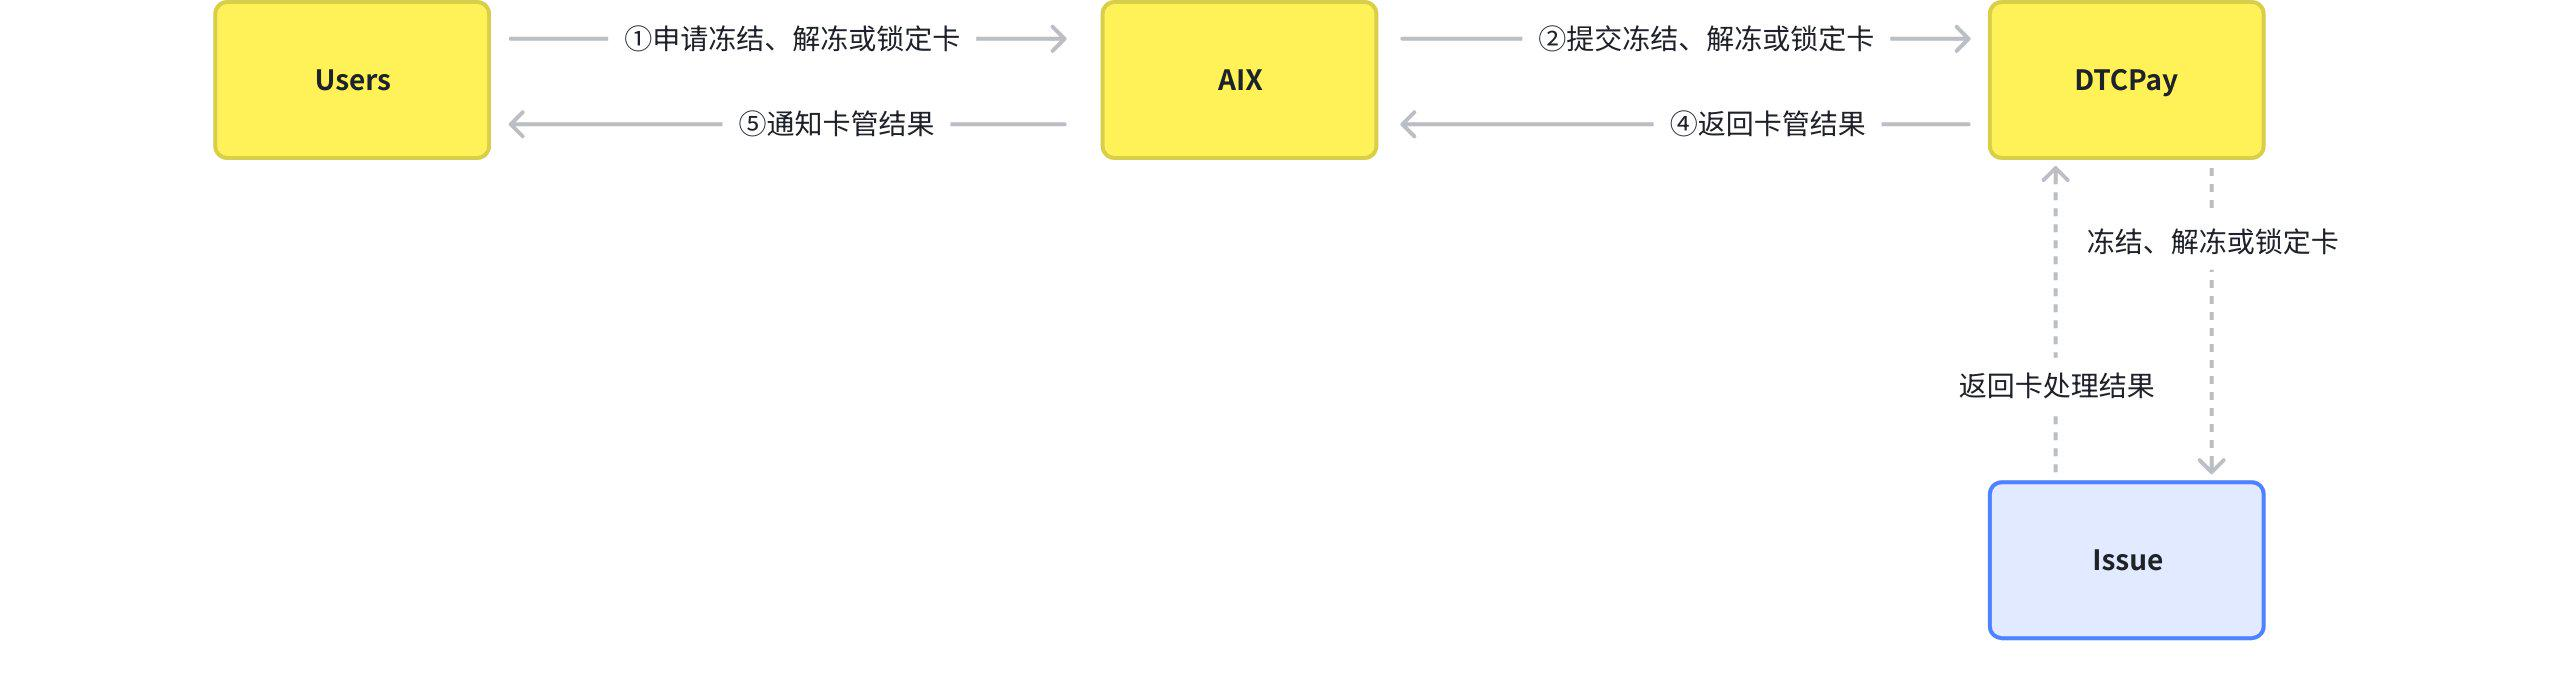 Users
①申请冻结、解冻或锁定卡
AIX
②提交冻结、解冻或锁定卡
DTCPay
⑤通知卡管结果
④返回卡管结果
冻结、解冻或锁定卡
返回卡处理结果
Issue